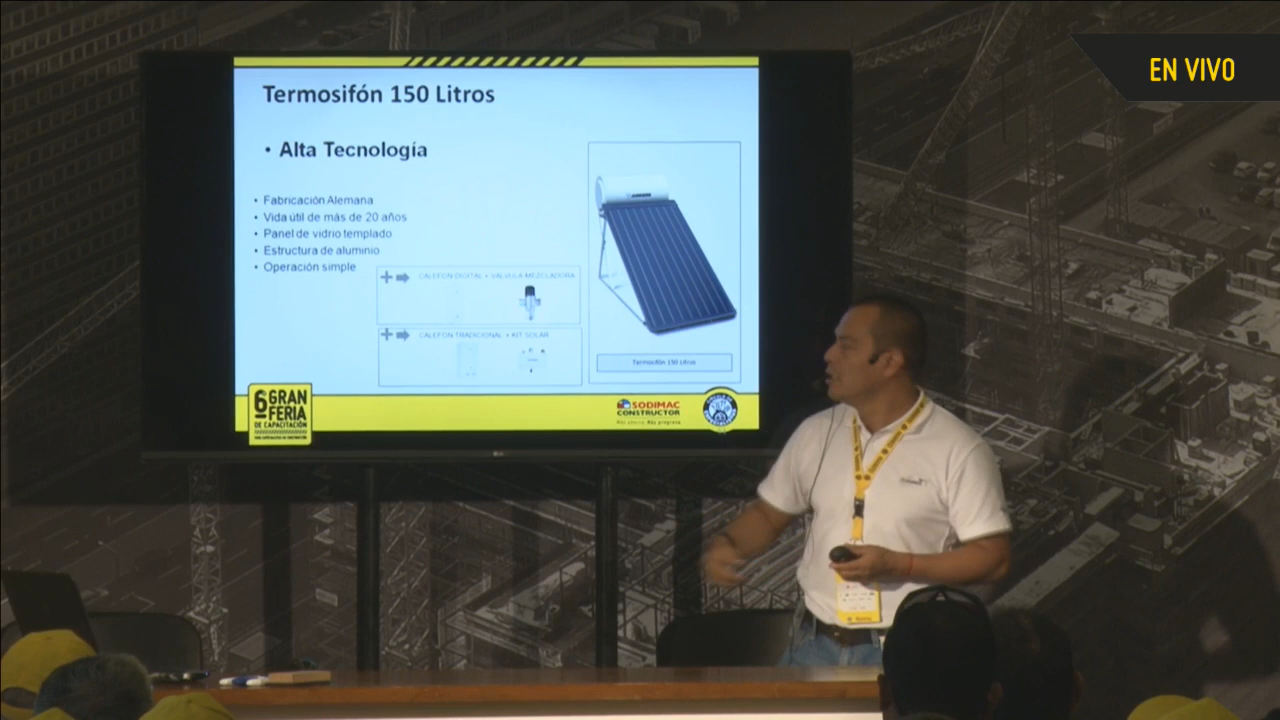 EN VIVO
Termosifón 150 Litros
• Alta Tecnología
• Fabricación Alemana
• Vida útil de más de 20 años
• Panel de vidrio templado
• Estructura de aluminio
• Operación simple
CALEFON DIGITAL + VALVULA MEZCLADORA
CALEFON TRADICIONAL + KIT SOLAR
Termosifón 150 Litros
6 GRAN
FERIA
DE CAPACITACIÓN
SODIMAC
CONSTRUCTOR